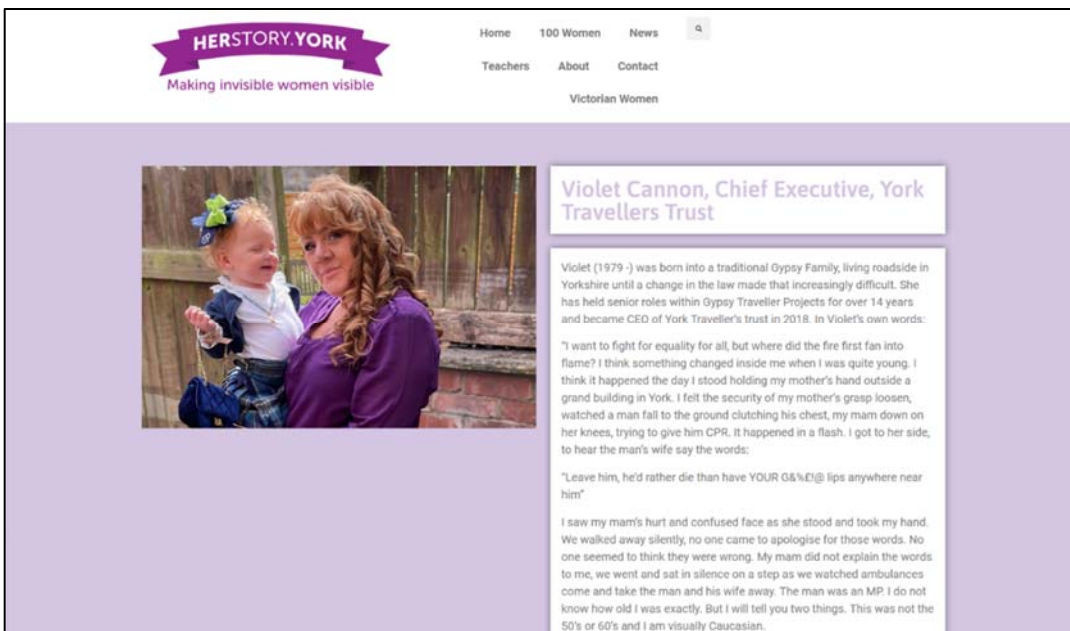 HERSTORY.YORK
Making invisible women visible
Home 100 Women News
Teachers About Contact
Victorian Women
Violet Cannon, Chief Executive, York
Travellers Trust
Violet (1979 -) was born into a traditional Gypsy Family, living roadside in
Yorkshire until a change in the law made that increasingly difficult. She
has held senior roles within Gypsy Traveller Projects for over 14 years
and became CEO of York Traveller's trust in 2018. In Violet's own words:
"I want to fight for equality for all, but where did the fire first fan into
flame? I think something changed inside me when I was quite young. I
think it happened the day I stood holding my mother's hand outside a
grand building in York. I felt the security of my mother's grasp loosen,
watched a man fall to the ground clutching his chest, my mam down on
her knees, trying to give him CPR. It happened in a flash. I got to her side,
to hear the man's wife say the words:
"Leave him, he'd rather die than have YOUR G&%£!@ lips anywhere near
him"
I saw my mam's hurt and confused face as she stood and took my hand.
We walked away silently, no one came to apologise for those words. No
one seemed to think they were wrong. My mam did not explain the words
to me, we went and sat in silence on a step as we watched ambulances
come and take the man and his wife away. The man was an MP. I do not
know how old I was exactly. But I will tell you two things. This was not the
50's or 60's and I am visually Caucasian.